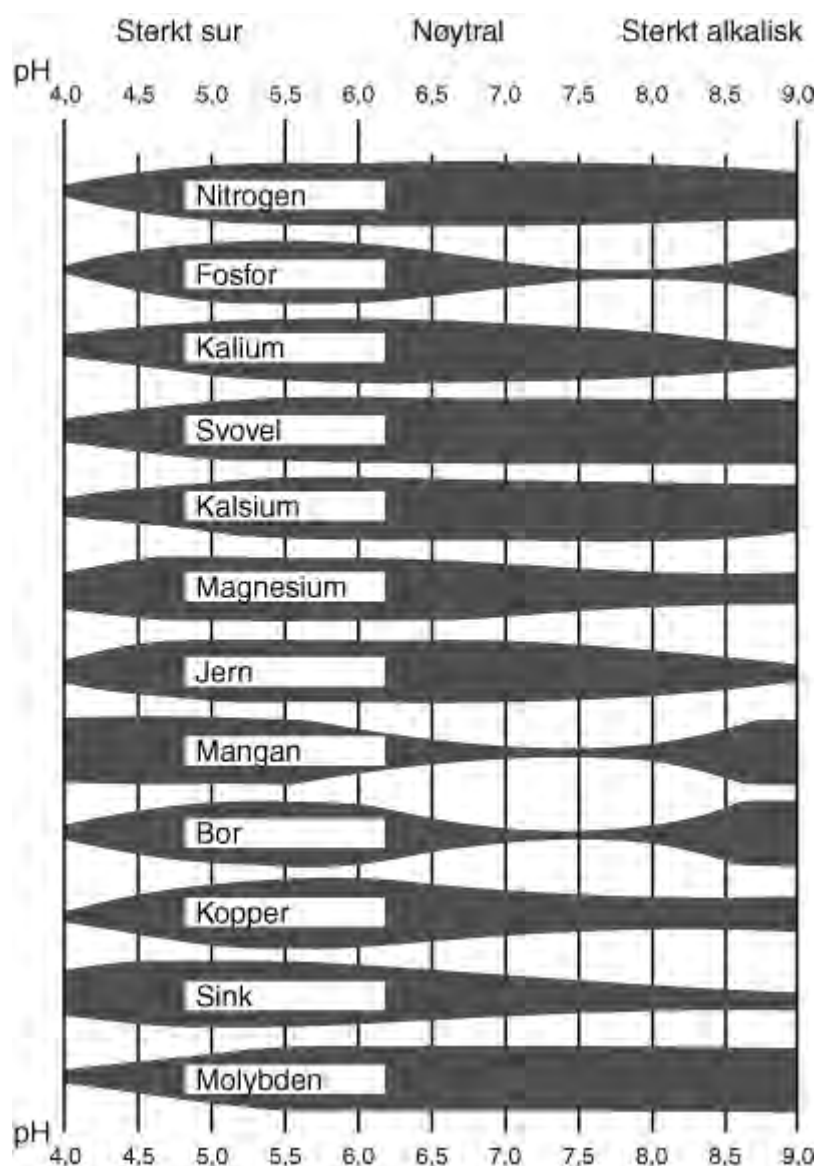 Sterkt sur Nøytral Sterkt alkalisk
pH
4,0 4,5 5,0 5,5 6,0 6,5 7,0 7,5 8,0 8,5 9,0
Nitrogen
Fosfor
Kalium
Svovel
Kalsium
Magnesium
Jern
Mangan
Bor
Kopper
Sink
Molybden
pH
4,0 4,5 5,0 5,5 6,0 6,5 7,0 7,5 8,0 8,5 9,0